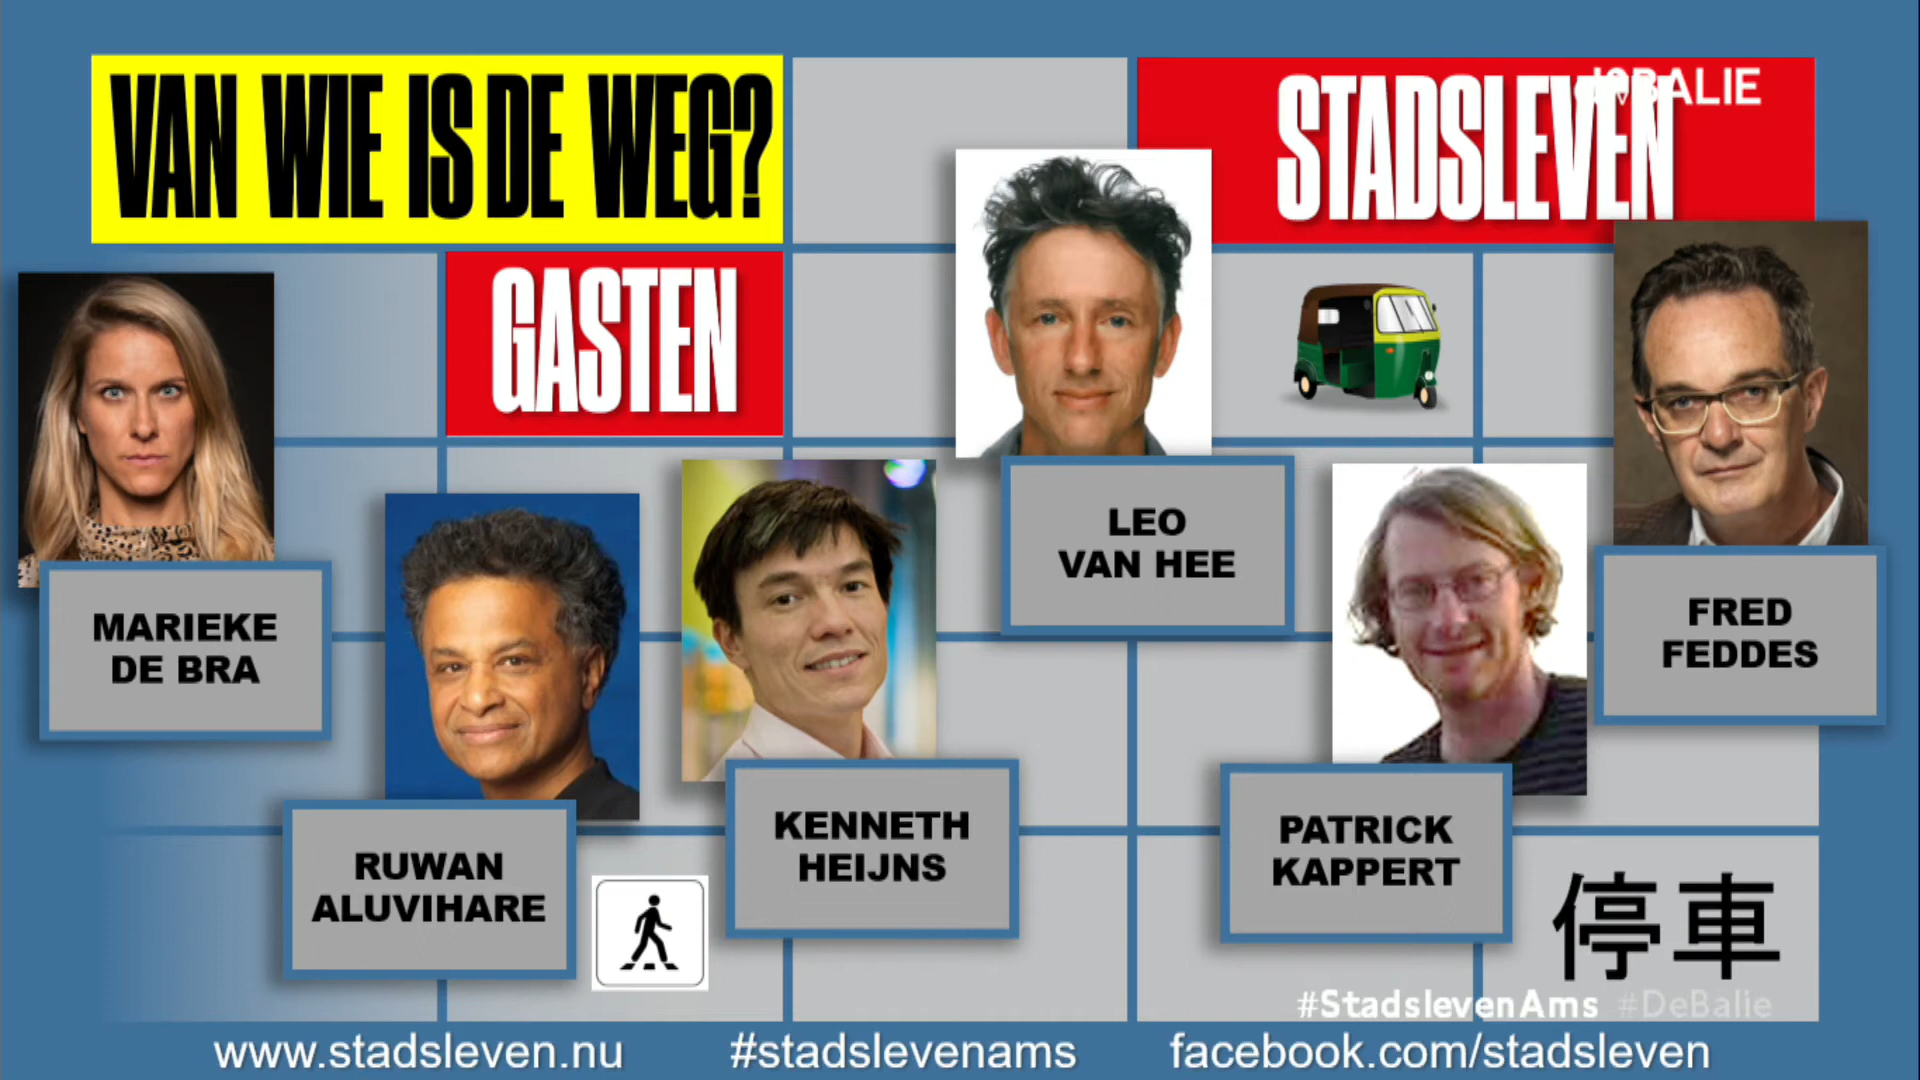 VAN WIE IS DE WEG?
STADSLEVEN
BALIE
GASTEN
MARIEKE
DE BRA
RUWAN
ALUVIHARE
KENNETH
HEIJNS
LEO
VAN HEE
PATRICK
KAPPERT
FRED
FEDDES
停車
#StadslevenAms #DeBalie
www.stadsleven.nu
#stadslevenams
facebook.com/stadsleven